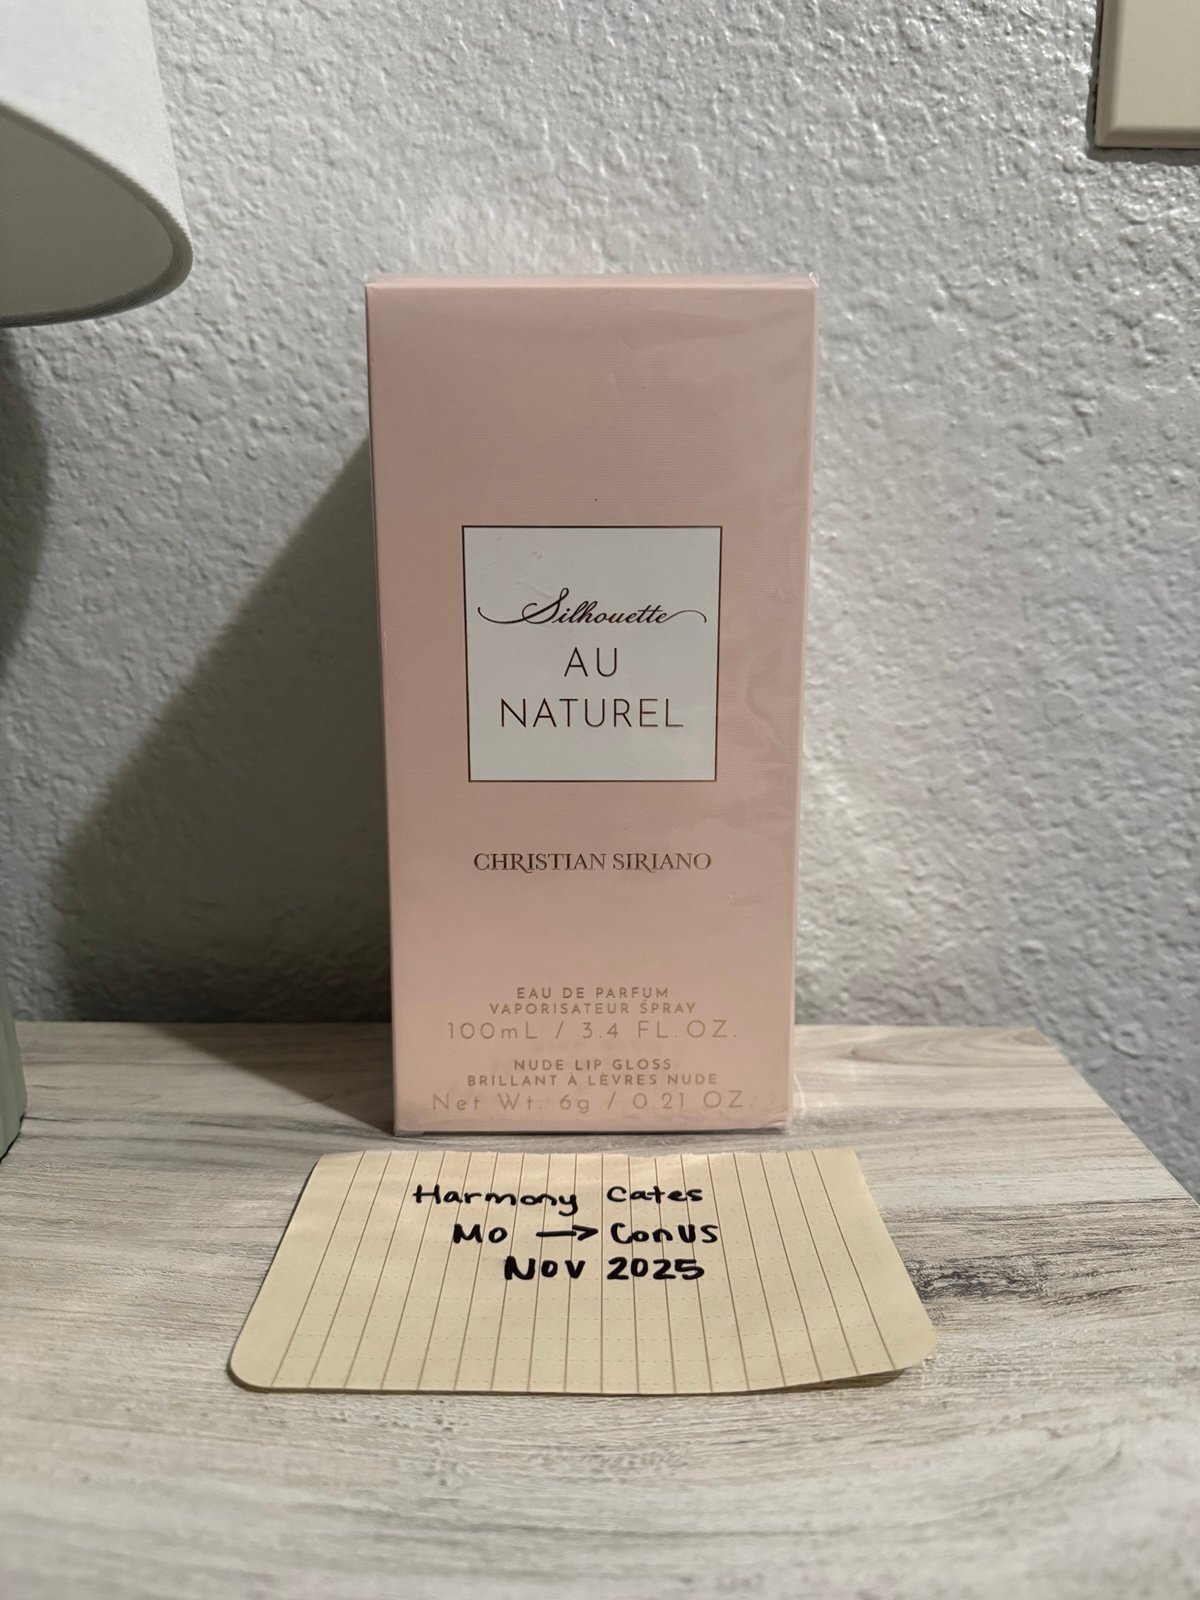 Silhouette
AU
NATUREL
CHRISTIAN SIRIANO
EAU DE PARFUM
VAPORISATEUR SPRAY
100mL / 3.4 FL.OZ.
NUDE LIP GLOSS
BRILLANT À LÈVRES NUDE
Net Wt. 6g / 0.21 OZ.
Harmony Cates
MO → Conus
Nov 2025